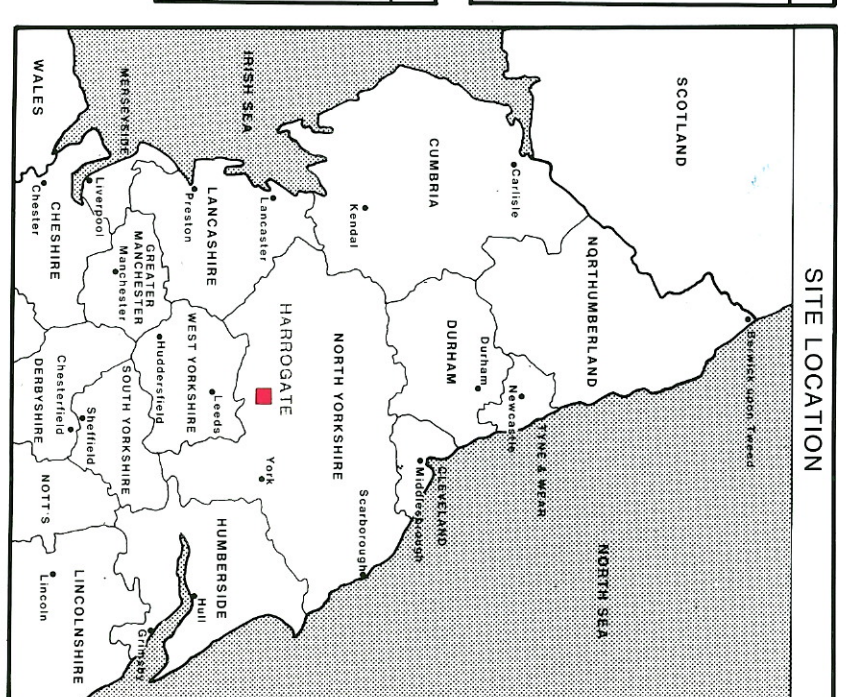 SITE LOCATION
SCOTLAND
Berwick upon Tweed
NORTHUMBERLAND
NORTH SEA
Carlisle
Newcastle
TYNE & WEAR
CUMBRIA
DURHAM
Durham
CLEVELAND
Middlesbrough
Kendal
NORTH YORKSHIRE
Scarborough
IRISH SEA
Lancaster
HARROGATE
York
LANCASHIRE
Preston
WEST YORKSHIRE
Leeds
HUMBERSIDE
Hull
MERSEYSIDE
GREATER
MANCHESTER
Manchester
Huddersfield
SOUTH YORKSHIRE
Grimsby
Liverpool
Sheffield
WALES
CHESHIRE
Chester
Chesterfield
DERBYSHIRE
NOTT'S
LINCOLNSHIRE
Lincoln